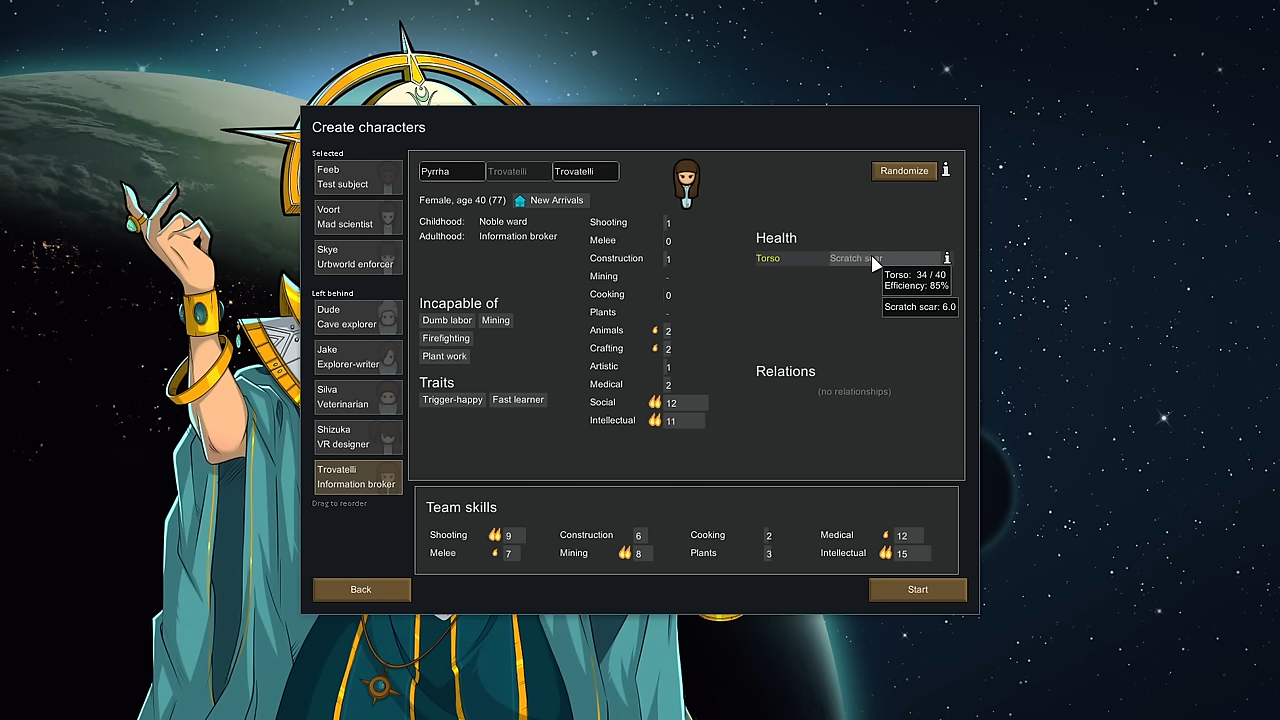 Create characters
Selected
Feeb
Test subject
Voort
Mad scientist
Skye
Urbworld enforcer
Left behind
Dude
Cave explorer
Jake
Explorer-writer
Silva
Veterinarian
Shizuka
VR designer
Trovatelli
Information broker
Drag to reorder
Pyrrha Trovatelli Trovatelli
Randomize
Female, age 40 (77) New Arrivals
Childhood: Noble ward
Adulthood: Information broker
Incapable of
Dumb labor Mining
Firefighting
Plant work
Traits
Trigger-happy Fast learner
Shooting 1
Melee 0
Construction 1
Mining -
Cooking 0
Plants -
Animals 2
Crafting 2
Artistic 1
Medical 2
Social 12
Intellectual 11
Health
Torso Scratch scar
Torso: 34 / 40
Efficiency: 85%
Scratch scar: 6.0
Relations
(no relationships)
Team skills
Shooting 9 Construction 6 Cooking 2 Medical 12
Melee 7 Mining 8 Plants 3 Intellectual 15
Back
Start